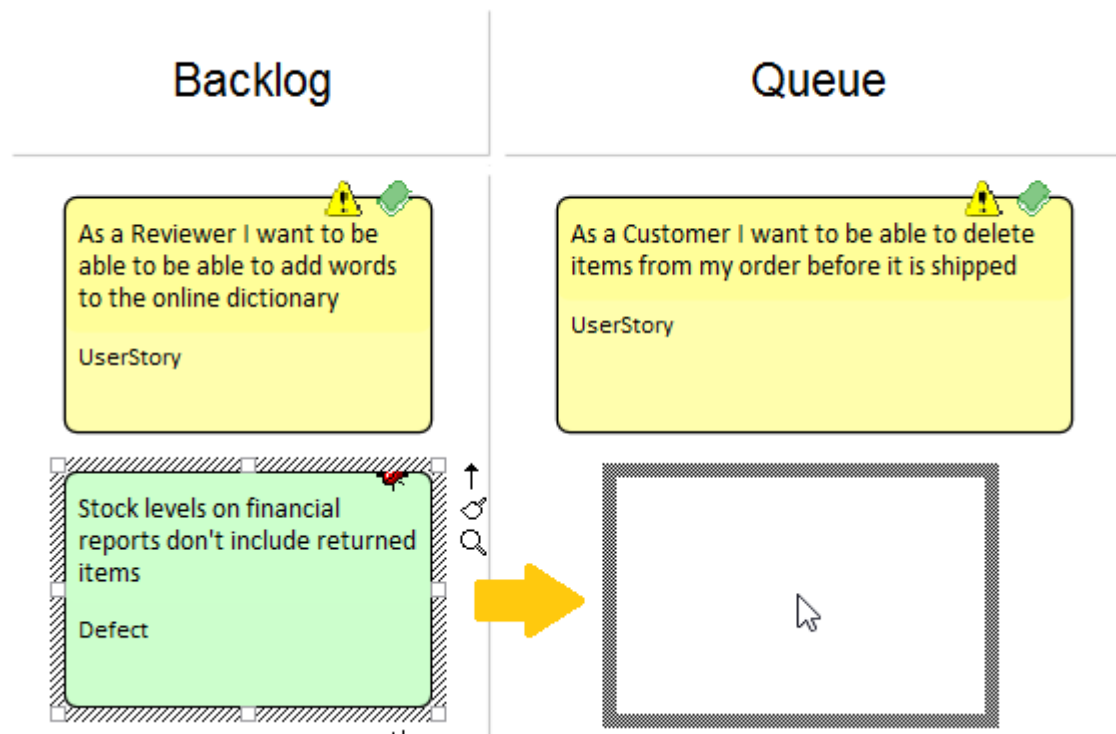 Backlog
Queue
As a Reviewer I want to be
able to be able to add words
to the online dictionary
UserStory
As a Customer I want to be able to delete
items from my order before it is shipped
UserStory
Stock levels on financial
reports don't include returned
items
Defect